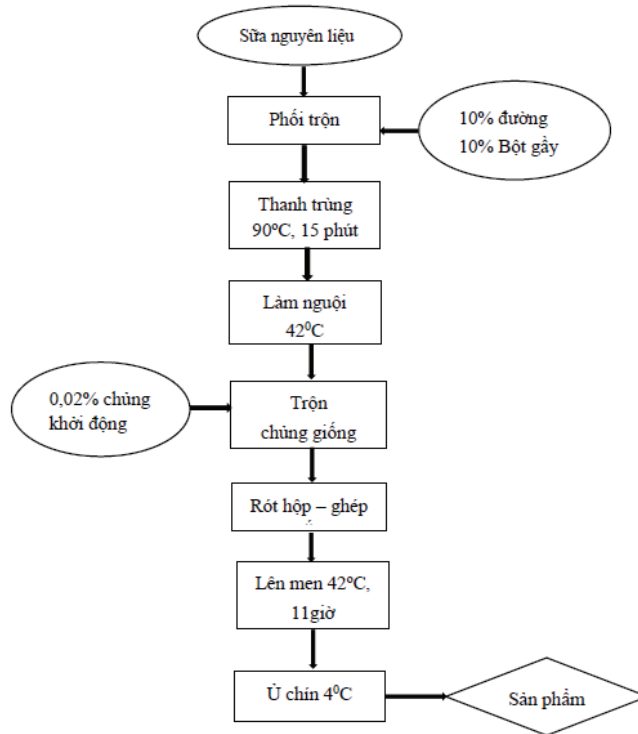 Sữa nguyên liệu
Phối trộn
10% đường
10% Bột gầy
Thanh trùng
90ºC, 15 phút
Làm nguội
42⁰C
0,02% chủng
khởi động
Trộn
chủng giống
Rót hộp – ghép
Lên men 42ºC,
11giờ
Ủ chín 4⁰C
Sản phẩm